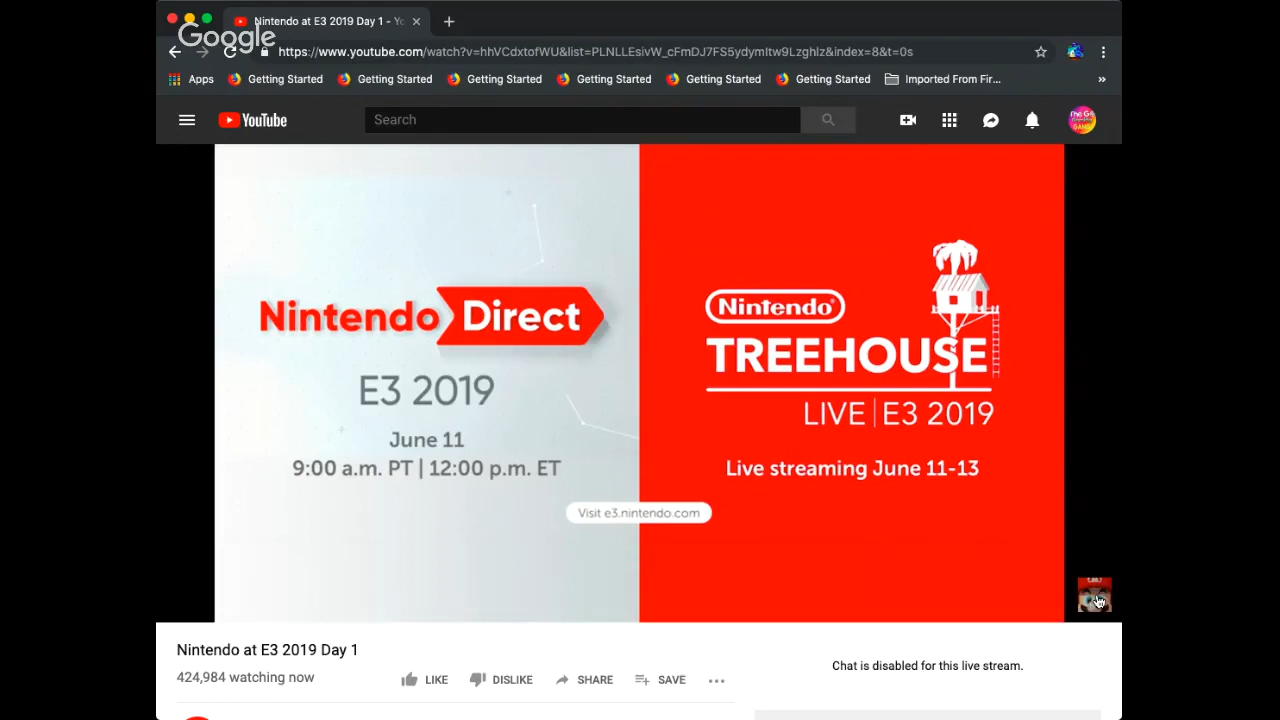 Nintendo at E3 2019 Day 1 - Yo
Google
https://www.youtube.com/watch?v=hhVCdxtofWU&list=PLNLLEsivW_cFmDJ7FS5ydymItw9Lzghlz&index=8&t=0s
Apps Getting Started Getting Started Getting Started Getting Started Getting Started Getting Started Imported From Fir... »
YouTube
Search
Nintendo Direct
E3 2019
June 11
9:00 a.m. PT | 12:00 p.m. ET
Nintendo
TREEHOUSE
LIVE | E3 2019
Live streaming June 11-13
Visit e3.nintendo.com
Nintendo at E3 2019 Day 1
424,984 watching now
LIKE DISLIKE SHARE SAVE
Chat is disabled for this live stream.